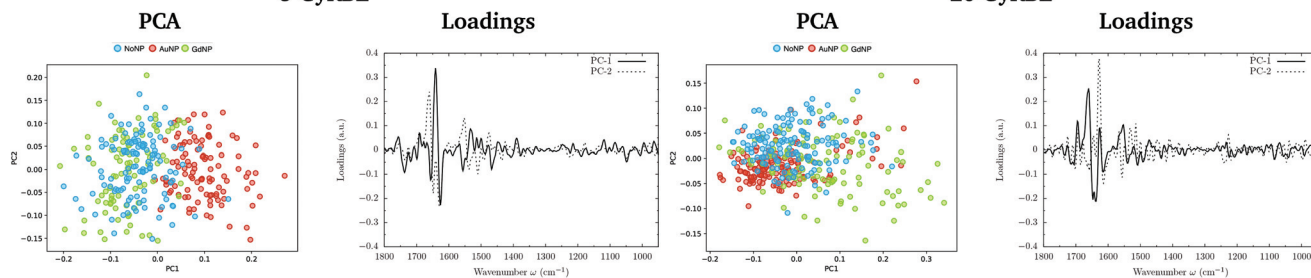 PCA
Loadings
PCA
Loadings
NoNP AuNP GdNP
NoNP AuNP GdNP
0.20
0.15
0.10
0.05
0.00
−0.05
−0.10
−0.15
PC2
−0.2 −0.1 0.0 0.1 0.2
PC1
0.4
0.3
0.2
0.1
0
−0.1
−0.2
−0.3
−0.4
Loadings (a.u.)
PC-1
PC-2
1800 1700 1600 1500 1400 1300 1200 1100 1000
Wavenumber ω (cm⁻¹)
0.15
0.10
0.05
0.00
−0.05
−0.10
−0.15
PC2
−0.2 −0.1 0.0 0.1 0.2 0.3
PC1
0.4
0.3
0.2
0.1
0
−0.1
−0.2
−0.3
−0.4
Loadings (a.u.)
PC-1
PC-2
1800 1700 1600 1500 1400 1300 1200 1100
Wavenumber ω (cm⁻¹)